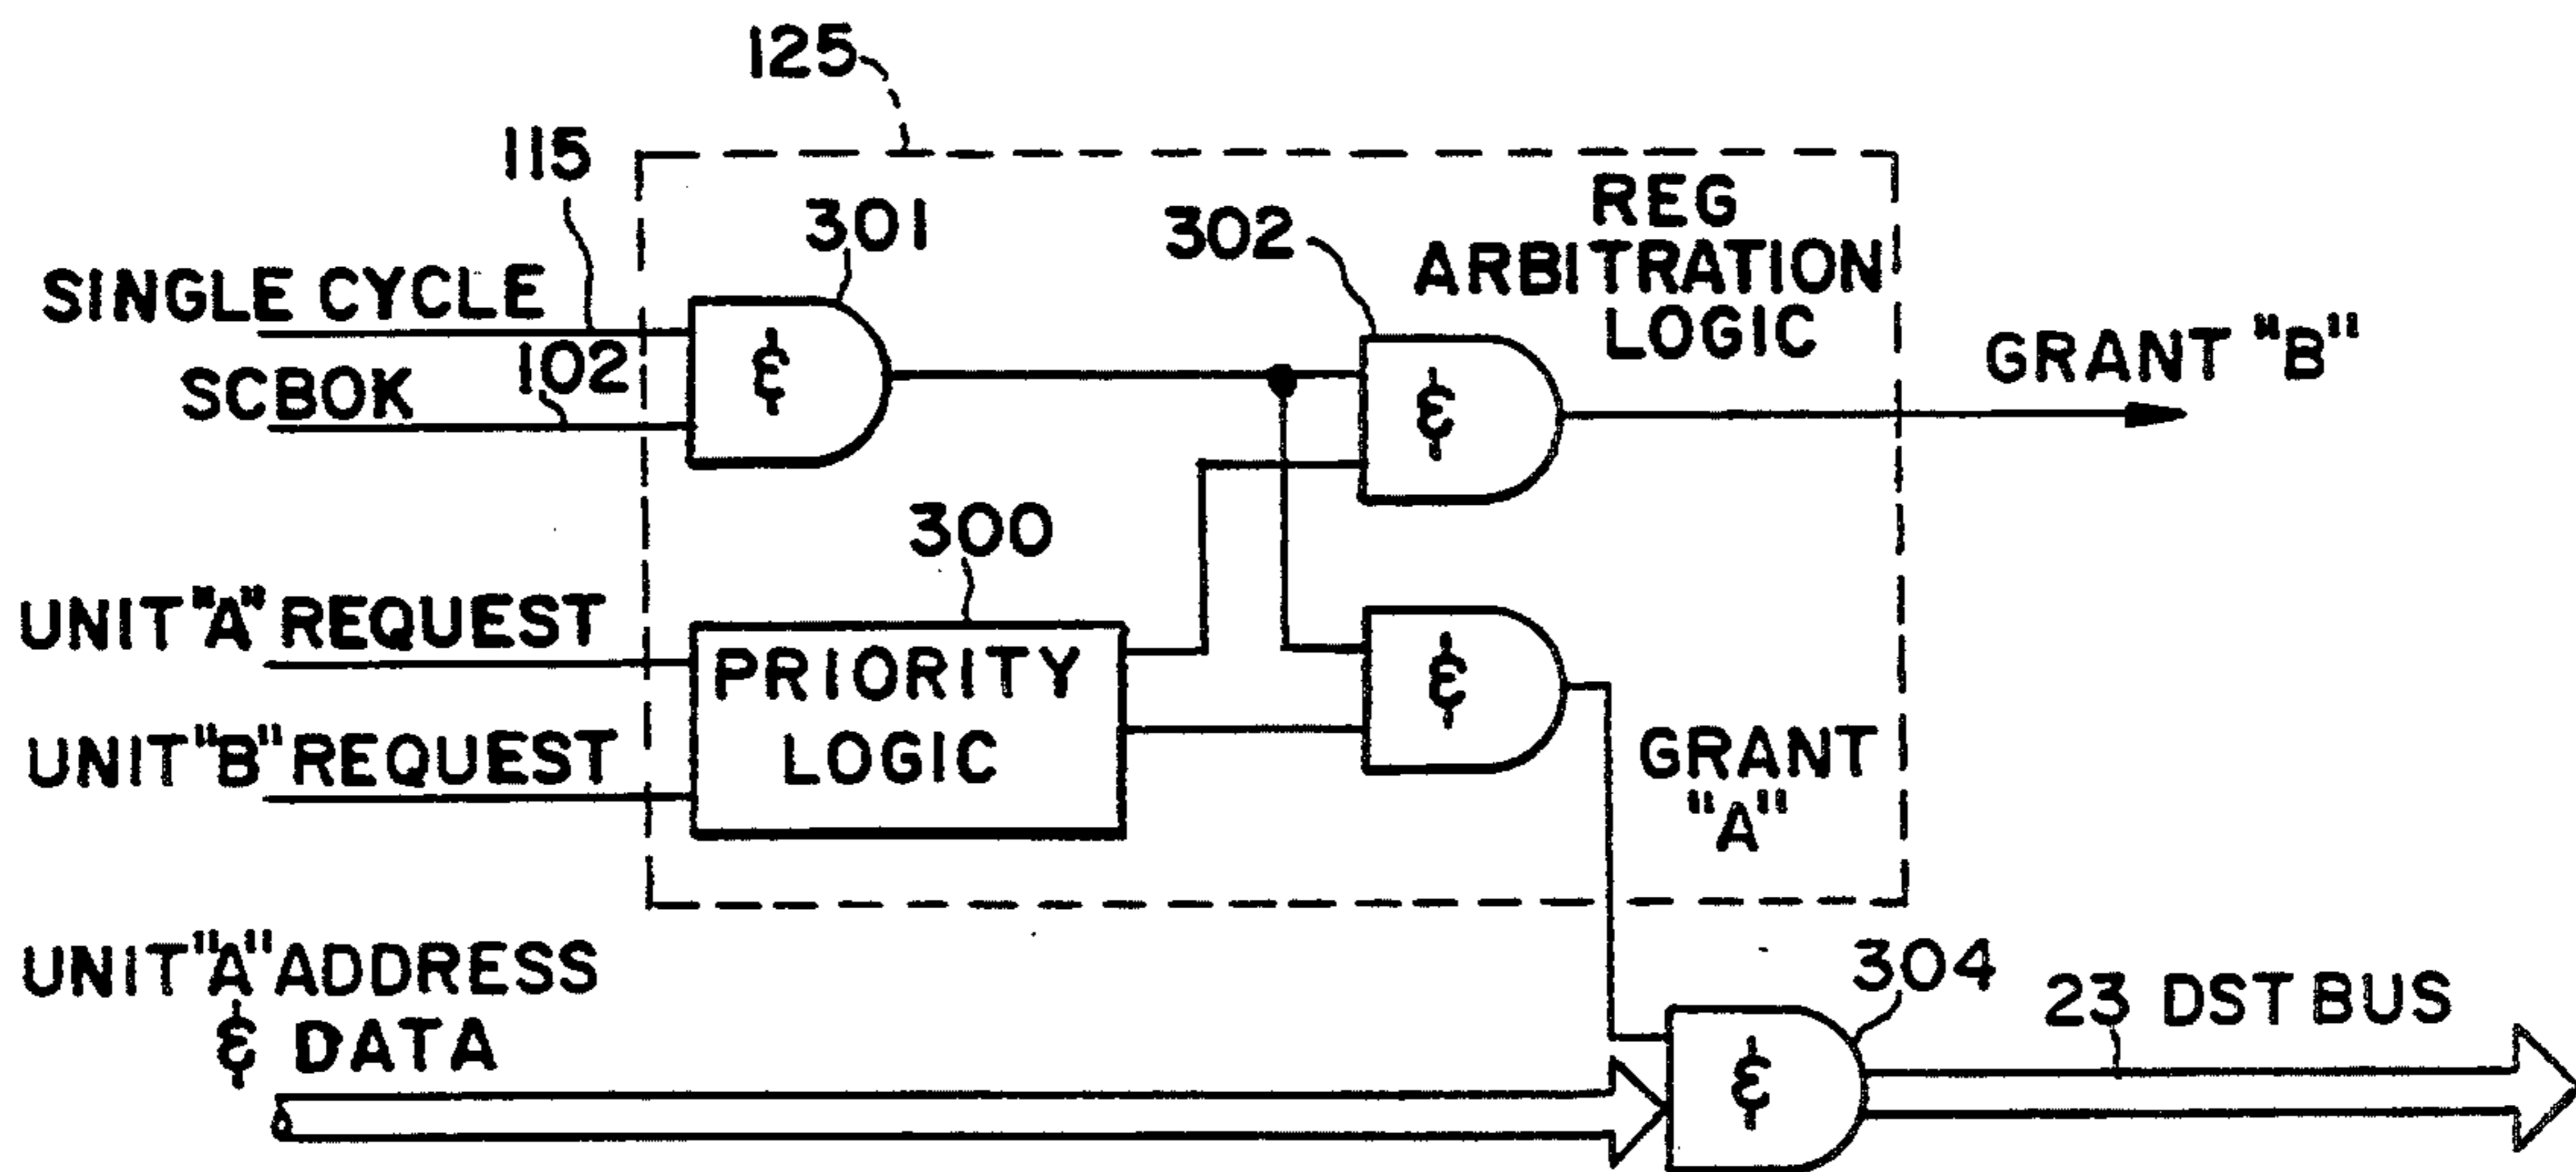 125
115
301
302
REG
ARBITRATION
LOGIC
SINGLE CYCLE
102
SCBOK
&
&
GRANT "B"
300
UNIT "A" REQUEST
PRIORITY
LOGIC
&
UNIT "B" REQUEST
GRANT
"A"
UNIT "A" ADDRESS
& DATA
304
23 DST BUS
&